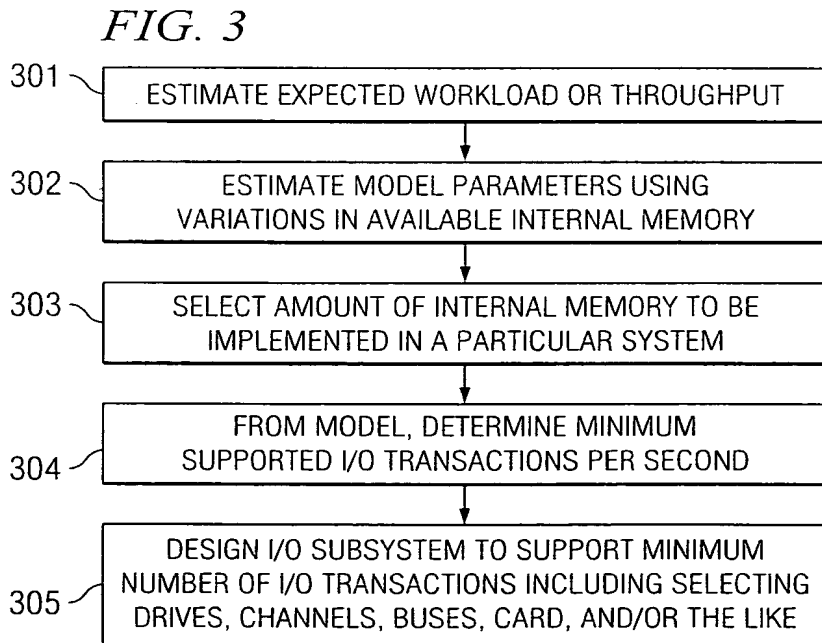 FIG. 3
301
ESTIMATE EXPECTED WORKLOAD OR THROUGHPUT
302
ESTIMATE MODEL PARAMETERS USING
VARIATIONS IN AVAILABLE INTERNAL MEMORY
303
SELECT AMOUNT OF INTERNAL MEMORY TO BE
IMPLEMENTED IN A PARTICULAR SYSTEM
304
FROM MODEL, DETERMINE MINIMUM
SUPPORTED I/O TRANSACTIONS PER SECOND
305
DESIGN I/O SUBSYSTEM TO SUPPORT MINIMUM
NUMBER OF I/O TRANSACTIONS INCLUDING SELECTING
DRIVES, CHANNELS, BUSES, CARD, AND/OR THE LIKE